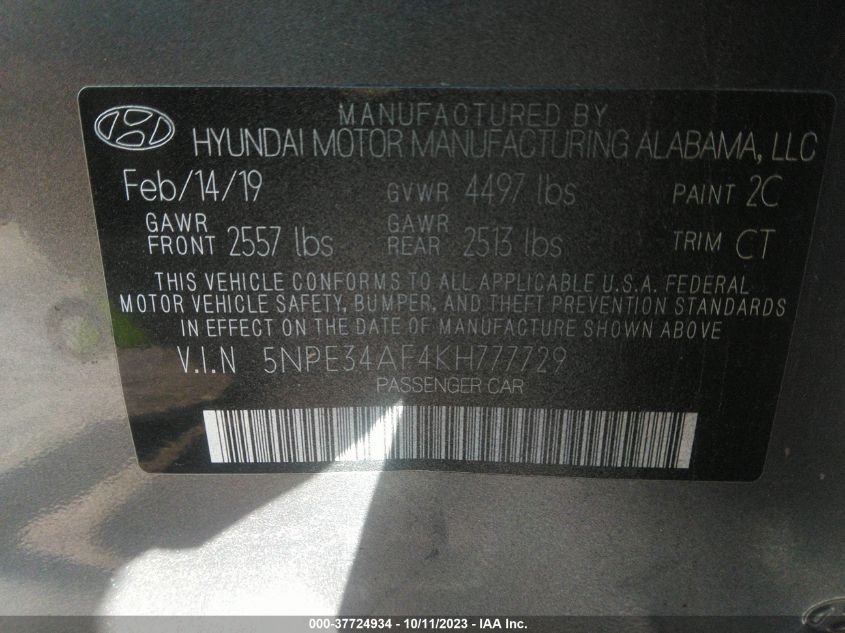 MANUFACTURED BY
HYUNDAI MOTOR MANUFACTURING ALABAMA, LLC
Feb/14/19 GVWR 4497 lbs PAINT 2C
GAWR FRONT 2557 lbs GAWR REAR 2513 lbs TRIM CT
THIS VEHICLE CONFORMS TO ALL APPLICABLE U.S.A. FEDERAL
MOTOR VEHICLE SAFETY, BUMPER, AND THEFT PREVENTION STANDARDS
IN EFFECT ON THE DATE OF MANUFACTURE SHOWN ABOVE
V.I.N 5NPE34AF4KH777729
PASSENGER CAR
000-37724934 - 10/11/2023 - IAA Inc.